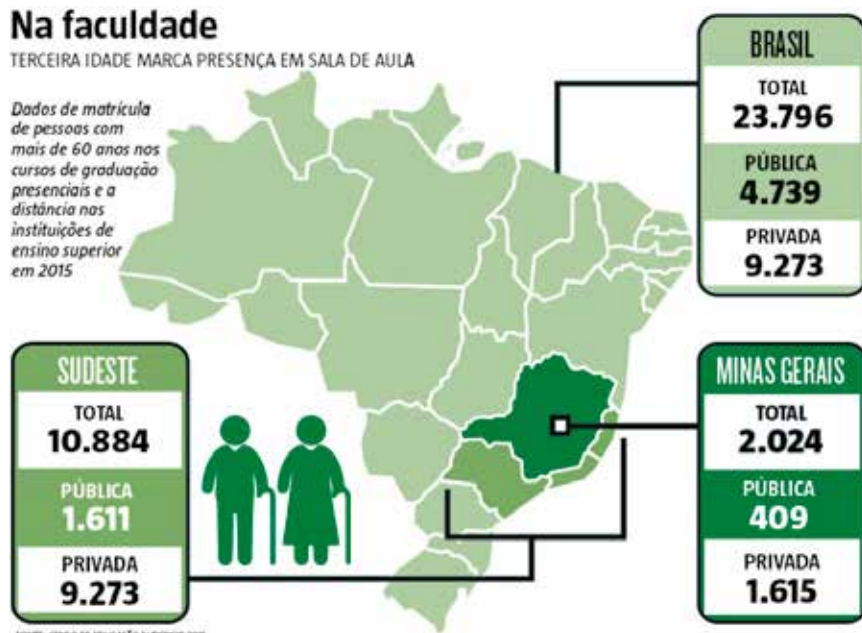 Na faculdade
TERCEIRA IDADE MARCA PRESENÇA EM SALA DE AULA
Dados de matrícula
de pessoas com
mais de 60 anos nos
cursos de graduação
presenciais e a
distância nas
instituições de
ensino superior
em 2015
BRASIL
TOTAL
23.796
PÚBLICA
4.739
PRIVADA
9.273
SUDESTE
TOTAL
10.884
PÚBLICA
1.611
PRIVADA
9.273
MINAS GERAIS
TOTAL
2.024
PÚBLICA
409
PRIVADA
1.615